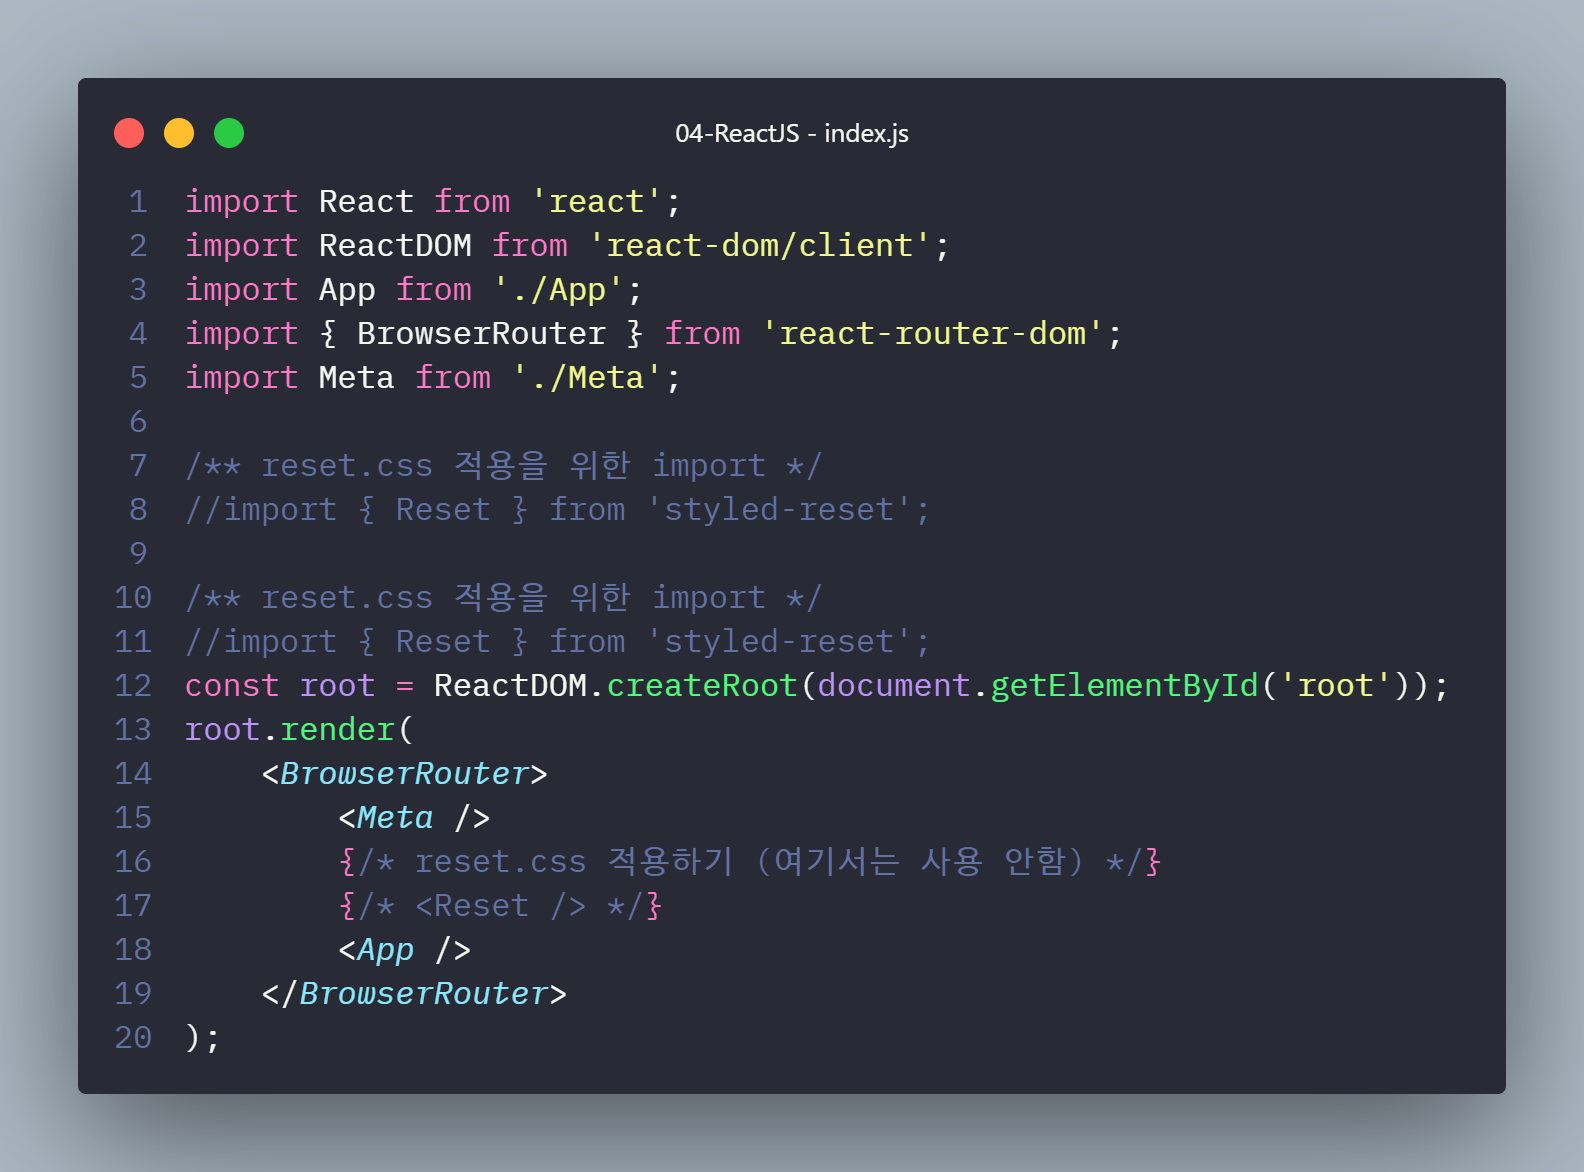 04-ReactJS - index.js
1 import React from 'react';
2 import ReactDOM from 'react-dom/client';
3 import App from './App';
4 import { BrowserRouter } from 'react-router-dom';
5 import Meta from './Meta';
6
7 /** reset.css 적용을 위한 import */
8 //import { Reset } from 'styled-reset';
9
10 /** reset.css 적용을 위한 import */
11 //import { Reset } from 'styled-reset';
12 const root = ReactDOM.createRoot(document.getElementById('root'));
13 root.render(
14     <BrowserRouter>
15         <Meta />
16         {/* reset.css 적용하기 (여기서는 사용 안함) */}
17         {/* <Reset /> */}
18         <App />
19     </BrowserRouter>
20 );